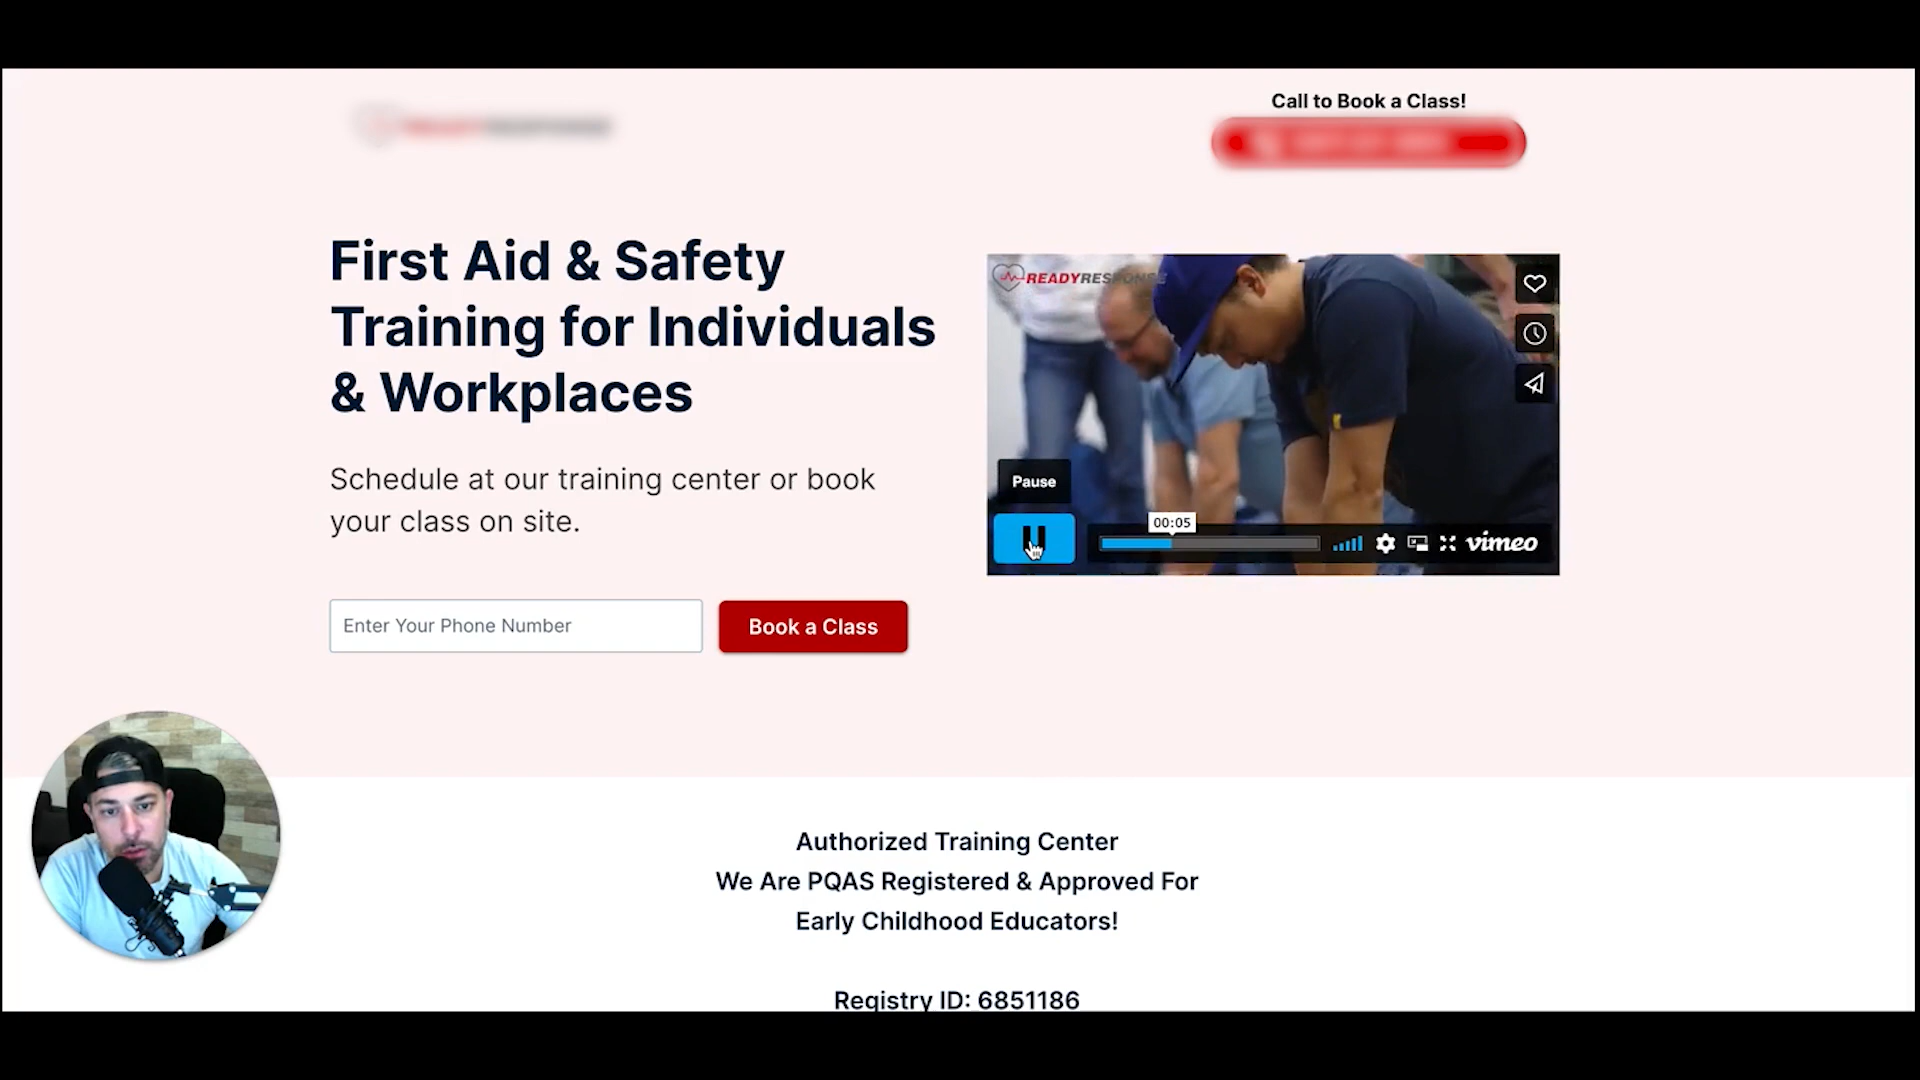 Call to Book a Class!
First Aid & Safety
Training for Individuals
& Workplaces
Schedule at our training center or book
your class on site.
Enter Your Phone Number
Book a Class
READYRESPONSE
Pause
00:05
vimeo
Authorized Training Center
We Are PQAS Registered & Approved For
Early Childhood Educators!
Registry ID: 6851186